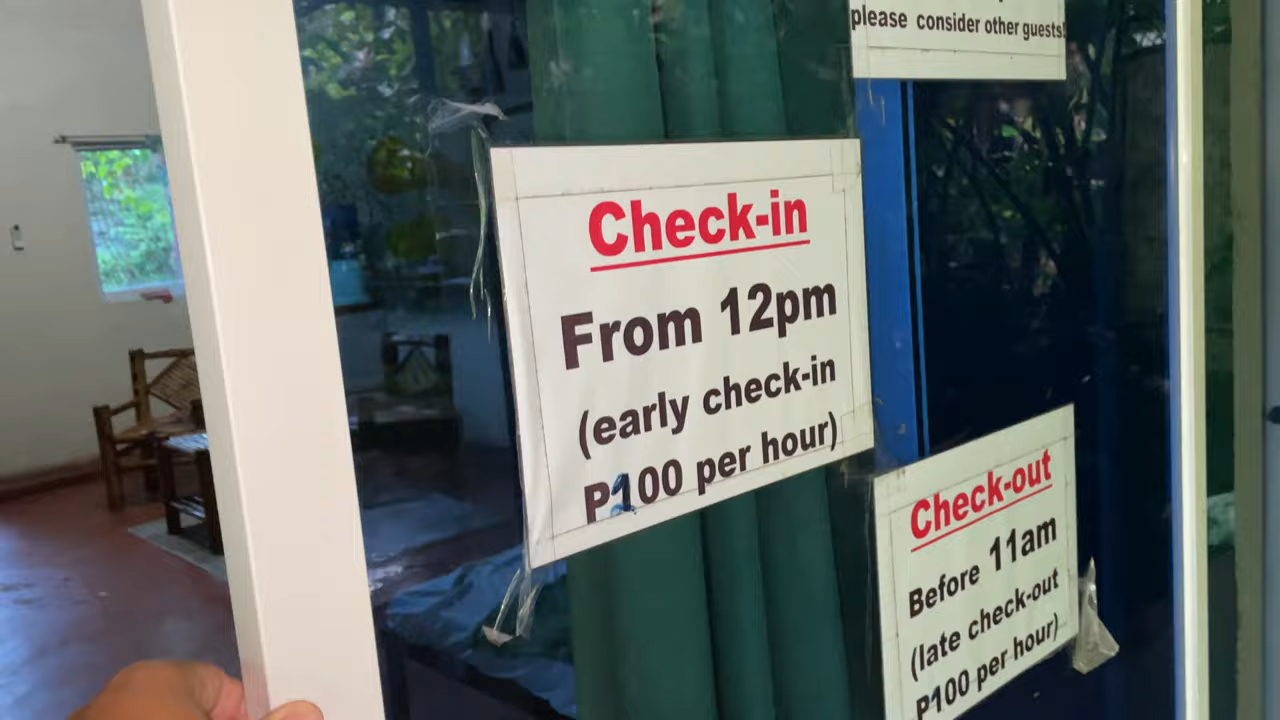 please consider other guests!
Check-in
From 12pm
(early check-in
P100 per hour)
Check-out
Before 11am
(late check-out
P100 per hour)